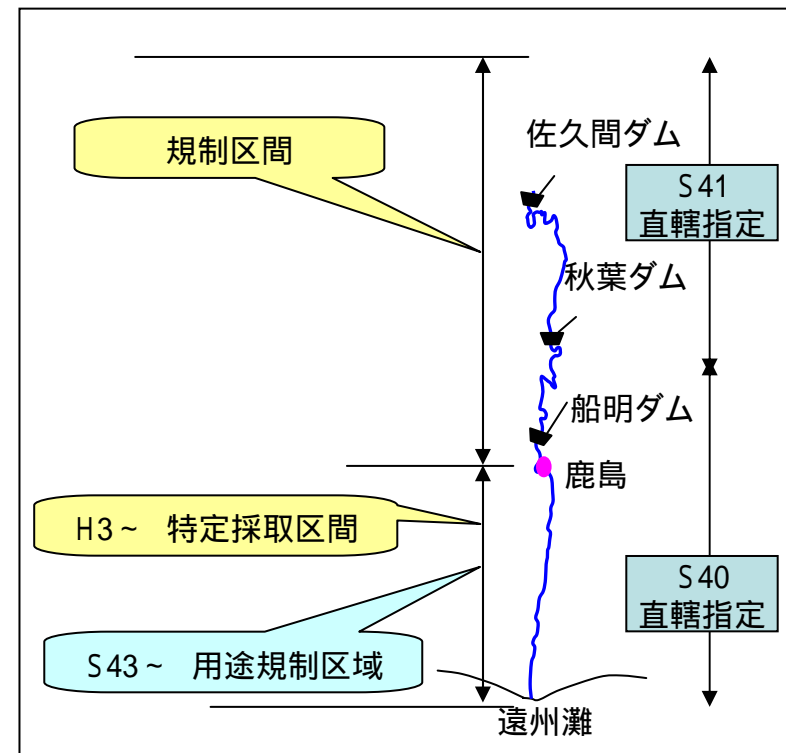 佐久間ダム
規制区間
S41
直轄指定
秋葉ダム
船明ダム
鹿島
H3~ 特定採取区間
S40
直轄指定
S43~ 用途規制区域
遠州灘